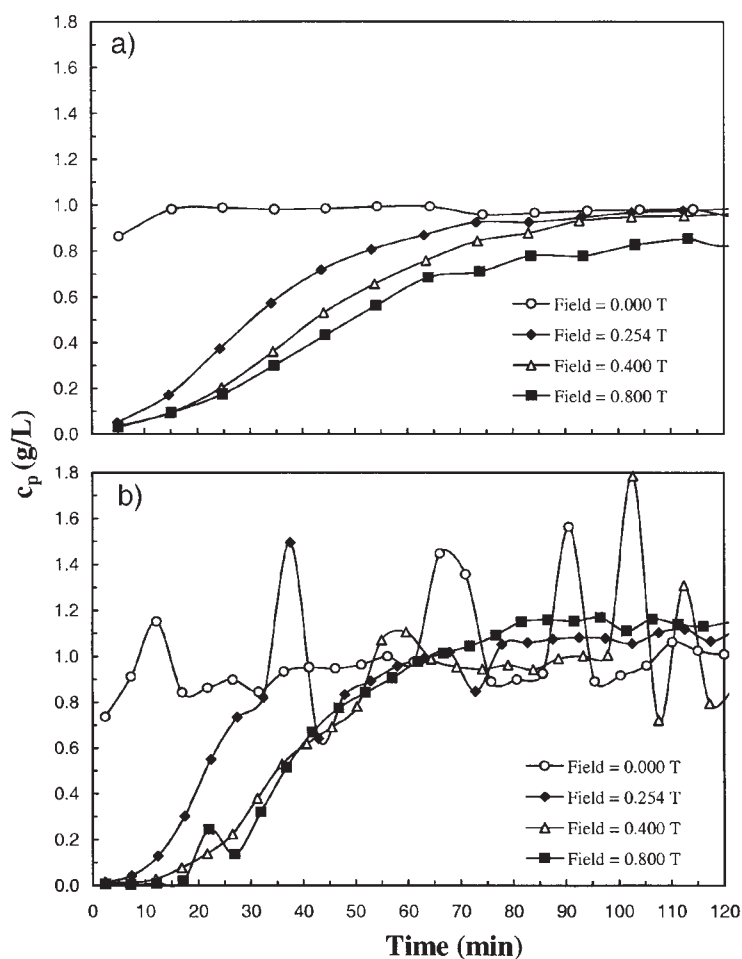 a)
1.8
1.6
1.4
1.2
1.0
0.8
0.6
0.4
0.2
0.0
Field = 0.000 T
Field = 0.254 T
Field = 0.400 T
Field = 0.800 T
cp (g/L)
b)
1.8
1.6
1.4
1.2
1.0
0.8
0.6
0.4
0.2
0.0
Field = 0.000 T
Field = 0.254 T
Field = 0.400 T
Field = 0.800 T
0 10 20 30 40 50 60 70 80 90 100 110 120
Time (min)